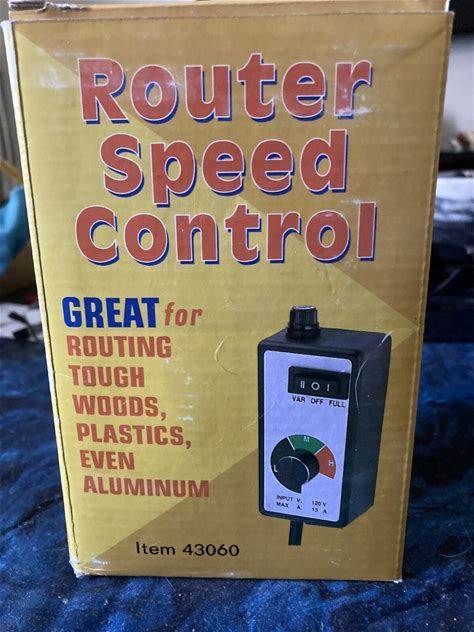 Router
Speed
Control
GREAT for
ROUTING
TOUGH
WOODS,
PLASTICS,
EVEN
ALUMINUM
II O I
VAR OFF FULL
M
L H
INPUT V. 120 V
MAX A. 15 A.
Item 43060